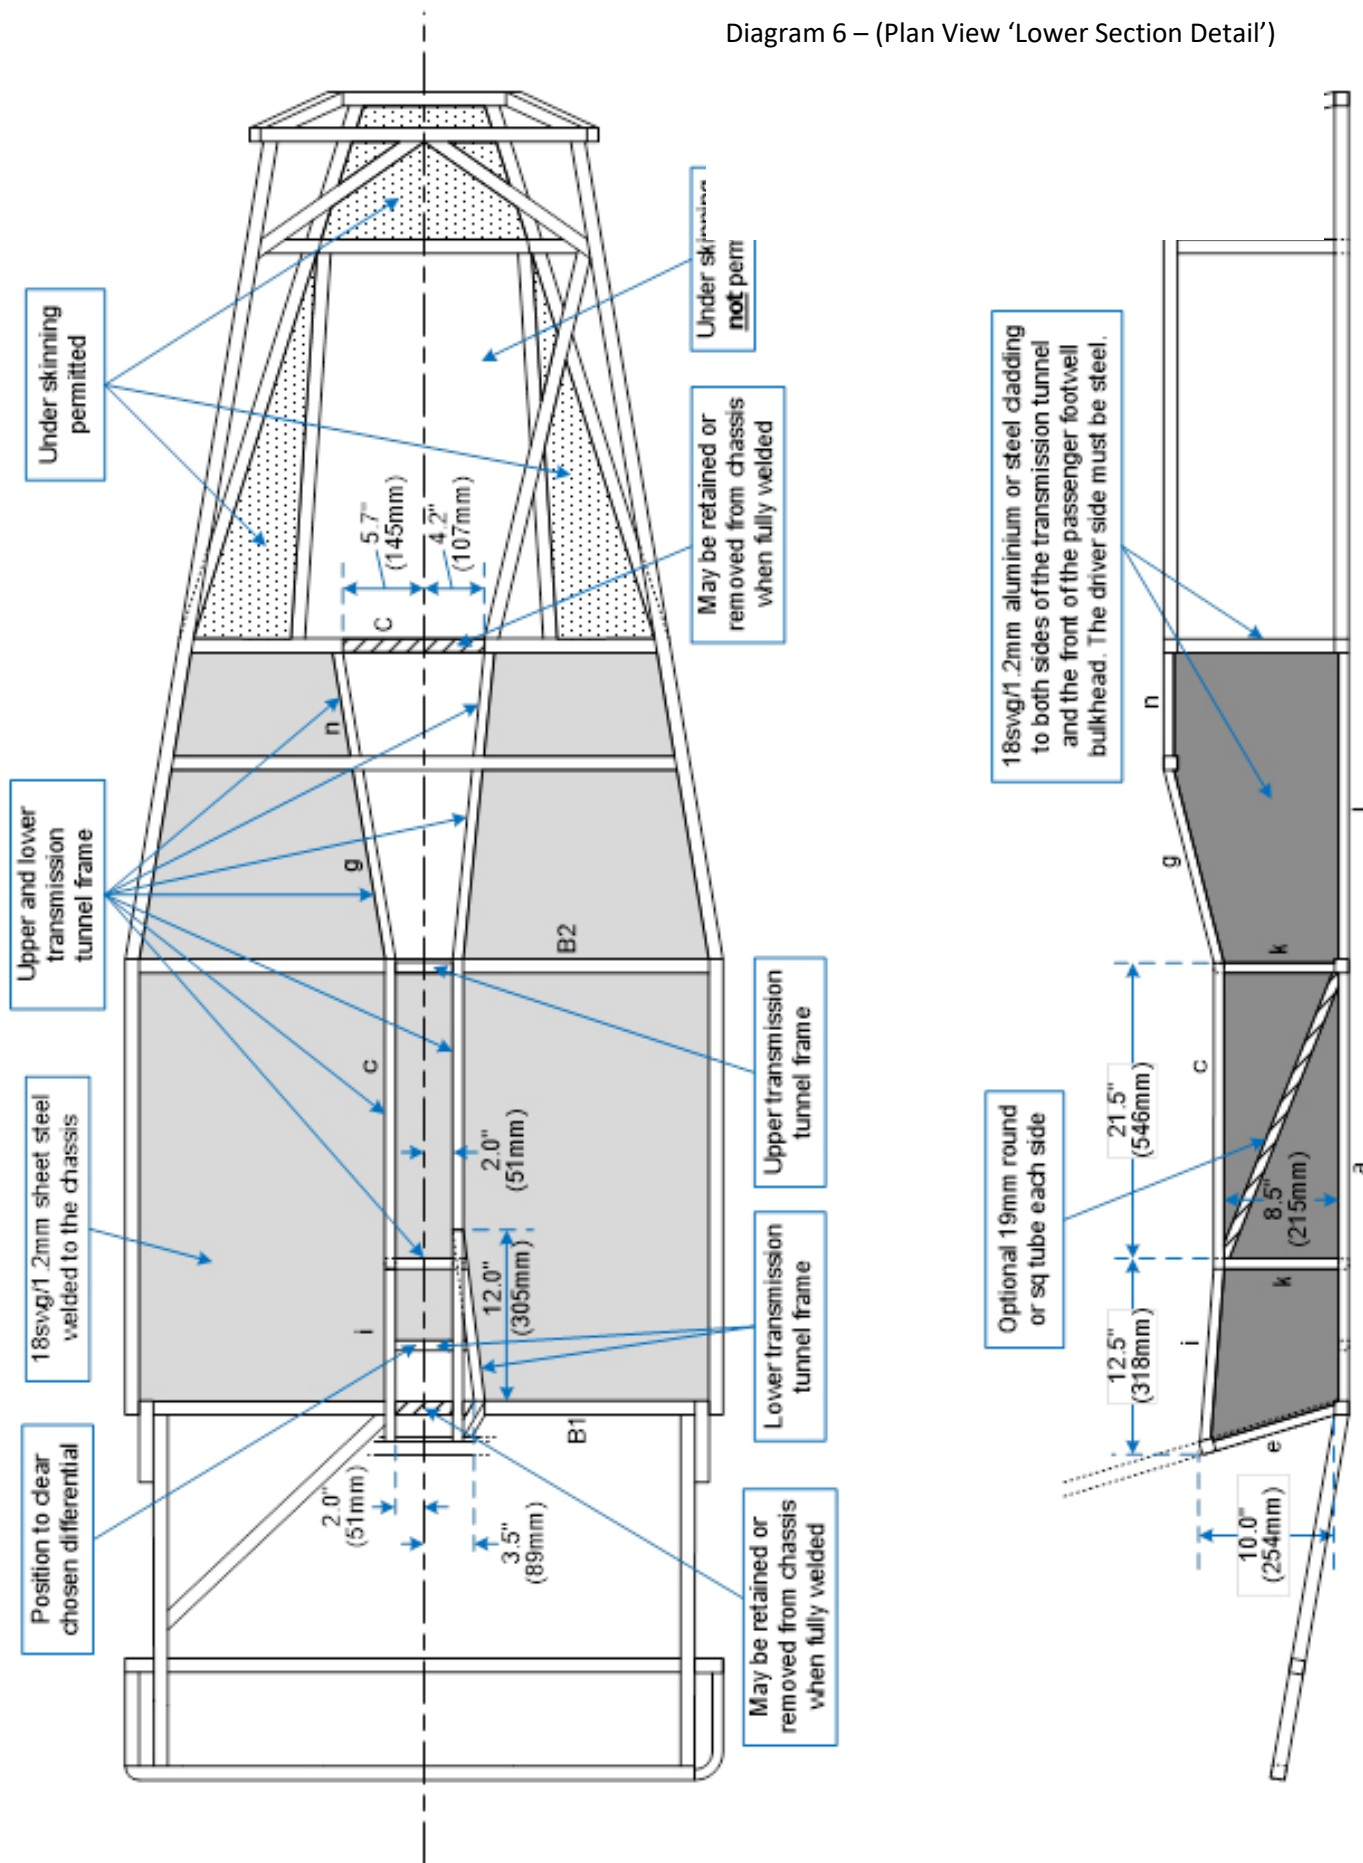 Diagram 6 – (Plan View ‘Lower Section Detail’)
Position to clear
chosen differential
18swg/1.2mm sheet steel
welded to the chassis
Upper and lower
transmission
tunnel frame
Under skinning
permitted
2.0"
(51mm)
3.5"
(89mm)
i
c
g
n
C
12.0"
(305mm)
2.0"
(51mm)
5.7"
(145mm)
4.2"
(107mm)
B1
B2
May be retained or
removed from chassis
when fully welded
Lower transmission
tunnel frame
Upper transmission
tunnel frame
May be retained or
removed from chassis
when fully welded
Under skinning
not perm
Optional 19mm round
or sq tube each side
18swg/1.2mm aluminium or steel cladding
to both sides of the transmission tunnel
and the front of the passenger footwell
bulkhead. The driver side must be steel.
12.5"
(318mm)
21.5"
(546mm)
10.0"
(254mm)
8.5"
(215mm)
e
i
k
c
k
g
n
a